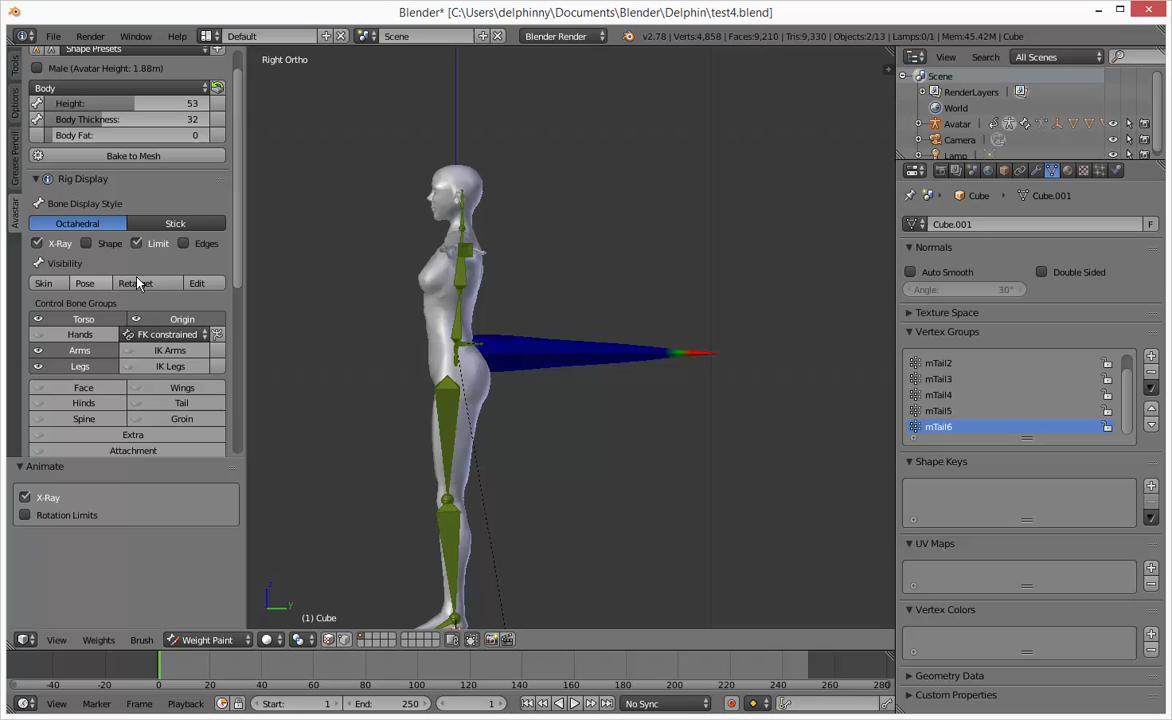 Blender* [C:\Users\delphinny\Documents\Blender\Delphin\test4.blend]
File Render Window Help Default Scene Blender Render v2.78 | Verts:4,858 | Faces:9,210 | Tris:9,330 | Objects:2/13 | Lamps:0/1 | Mem:45.42M | Cube
View Search All Scenes
Tools
Options
Grease Pencil
Avastar
Shape Presets
Male (Avatar Height: 1.88m)
Body
Height: 53
Body Thickness: 32
Body Fat: 0
Bake to Mesh
Rig Display
Bone Display Style
Octahedral Stick
X-Ray Shape Limit Edges
Visibility
Skin Pose Edit
Control Bone Groups
Torso Origin
Hands FK constrained
Arms IK Arms
Legs IK Legs
Face Wings
Hinds Tail
Spine Groin
Extra
Attachment
Animate
X-Ray
Rotation Limits
Right Ortho
z
y
(1) Cube
View Weights Brush Weight Paint
Scene
RenderLayers
World
Avatar
Camera
Lamp
Cube Cube.001
Cube.001 F
Normals
Auto Smooth Double Sided
Angle: 30°
Texture Space
Vertex Groups
mTail2
mTail3
mTail4
mTail5
mTail6
Shape Keys
UV Maps
Vertex Colors
Geometry Data
Custom Properties
-40 -20 0 20 40 60 80 100 120 140 160 180 200 220 240 260 280
View Marker Frame Playback Start: 1 End: 250 1 No Sync